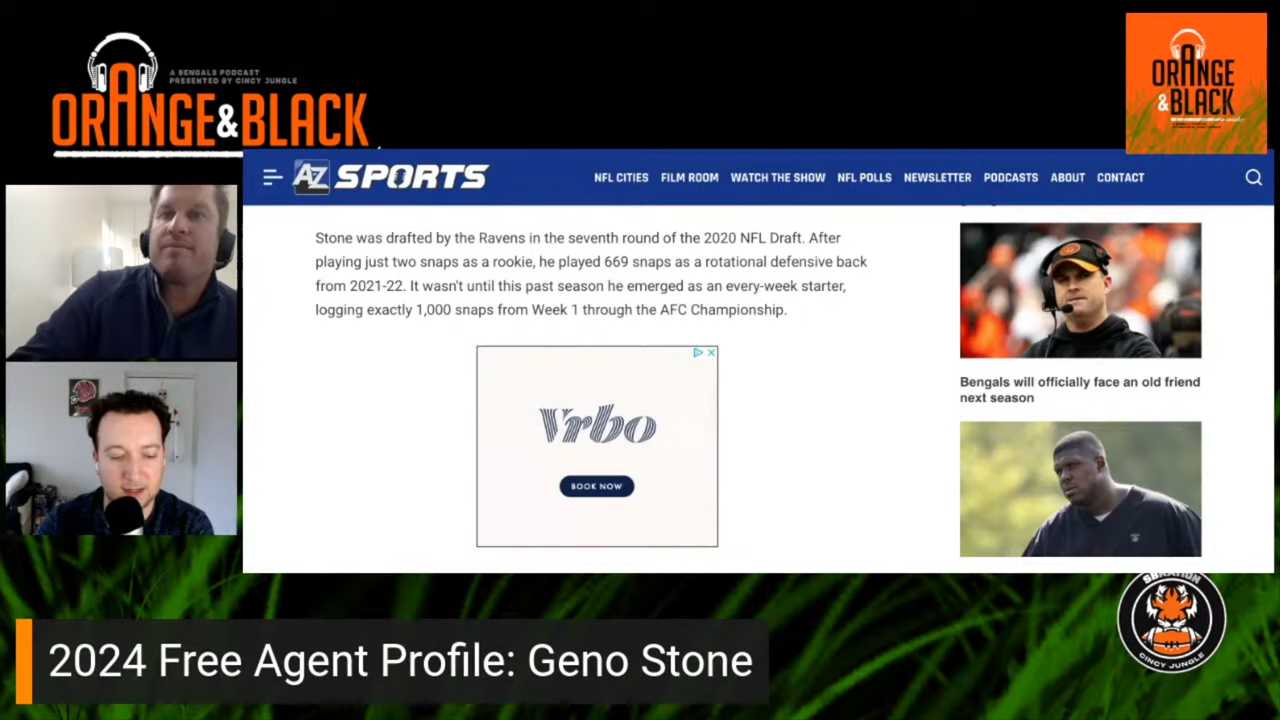 A BENGALS PODCAST
PRESENTED BY CINCY JUNGLE
ORANGE & BLACK
ORANGE
& BLACK
AZ SPORTS
NFL CITIES FILM ROOM WATCH THE SHOW NFL POLLS NEWSLETTER PODCASTS ABOUT CONTACT
Stone was drafted by the Ravens in the seventh round of the 2020 NFL Draft. After
playing just two snaps as a rookie, he played 669 snaps as a rotational defensive back
from 2021-22. It wasn't until this past season he emerged as an every-week starter,
logging exactly 1,000 snaps from Week 1 through the AFC Championship.
Vrbo
BOOK NOW
Bengals will officially face an old friend
next season
SBNATION
CINCY JUNGLE
2024 Free Agent Profile: Geno Stone